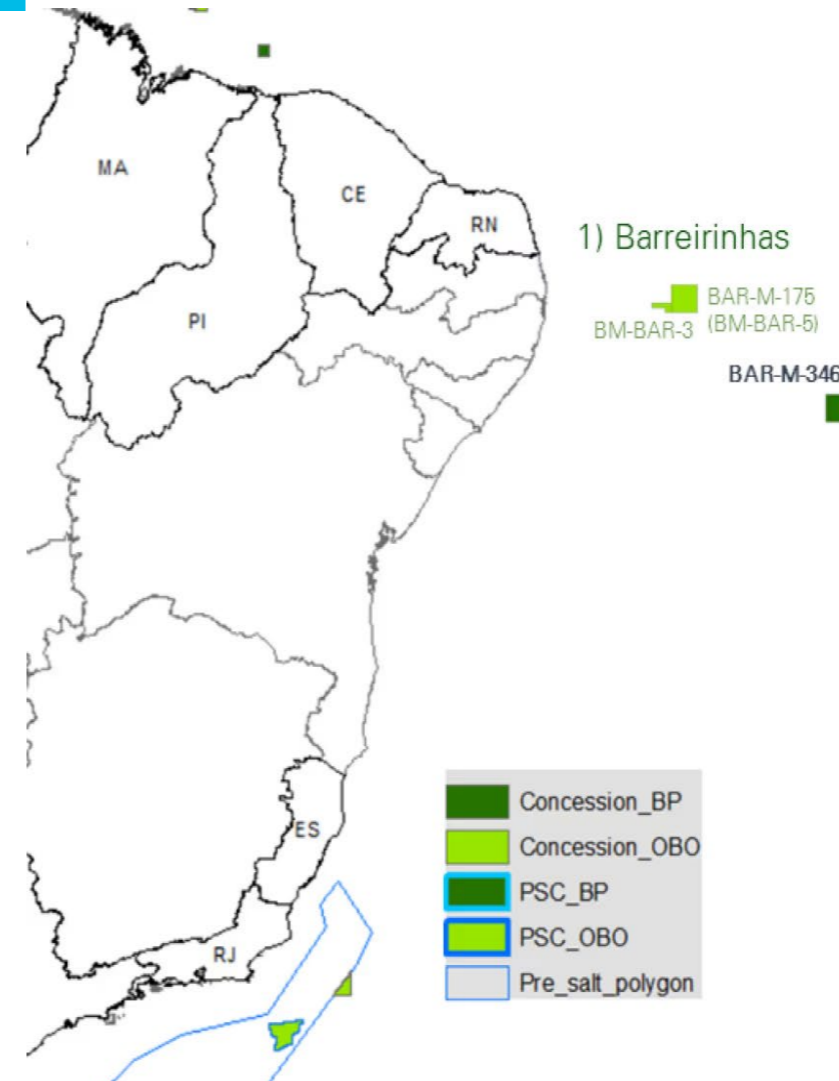 MA
CE
RN
PI
1) Barreirinhas
BAR-M-175
BM-BAR-3 (BM-BAR-5)
BAR-M-346
ES
RJ
Concession_BP
Concession_OBO
PSC_BP
PSC_OBO
Pre_salt_polygon